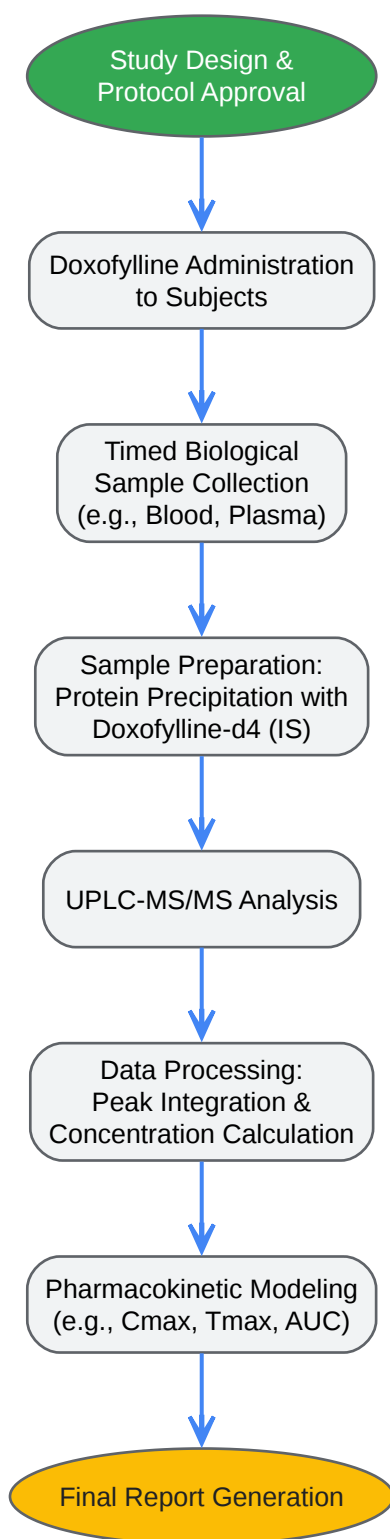 Study Design &
Protocol Approval
Doxofylline Administration
to Subjects
Timed Biological
Sample Collection
(e.g., Blood, Plasma)
Sample Preparation:
Protein Precipitation with
Doxofylline-d4 (IS)
UPLC-MS/MS Analysis
Data Processing:
Peak Integration &
Concentration Calculation
Pharmacokinetic Modeling
(e.g., Cmax, Tmax, AUC)
Final Report Generation